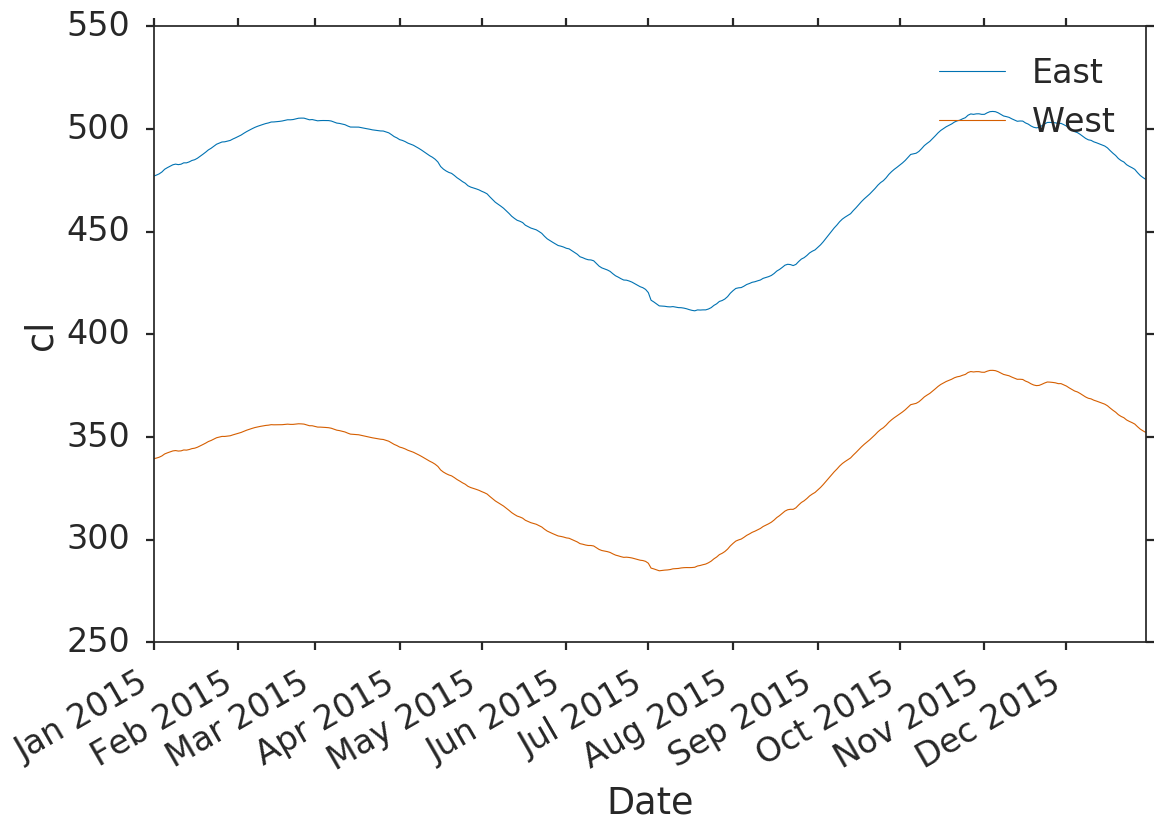 550
500
450
400
350
300
250
cl
East
West
Jan 2015
Feb 2015
Mar 2015
Apr 2015
May 2015
Jun 2015
Jul 2015
Aug 2015
Sep 2015
Oct 2015
Nov 2015
Dec 2015
Date